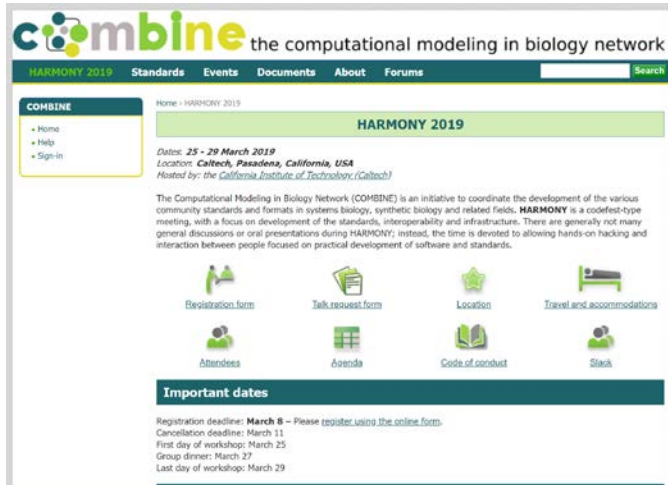 combine the computational modeling in biology network
HARMONY 2019 Standards Events Documents About Forums Search
COMBINE
Home
Help
Sign-in
Home › HARMONY 2019
HARMONY 2019
Dates: 25 - 29 March 2019
Location: Caltech, Pasadena, California, USA
Hosted by: the California Institute of Technology (Caltech)
The Computational Modeling in Biology Network (COMBINE) is an initiative to coordinate the development of the various
community standards and formats in systems biology, synthetic biology and related fields. HARMONY is a codefest-type
meeting, with a focus on development of the standards, interoperability and infrastructure. There are generally not many
general discussions or oral presentations during HARMONY; instead, the time is devoted to allowing hands-on hacking and
interaction between people focused on practical development of software and standards.
Registration form Talk request form Location Travel and accommodations
Attendees Agenda Code of conduct Slack
Important dates
Registration deadline: March 8 – Please register using the online form.
Cancellation deadline: March 11
First day of workshop: March 25
Group dinner: March 27
Last day of workshop: March 29